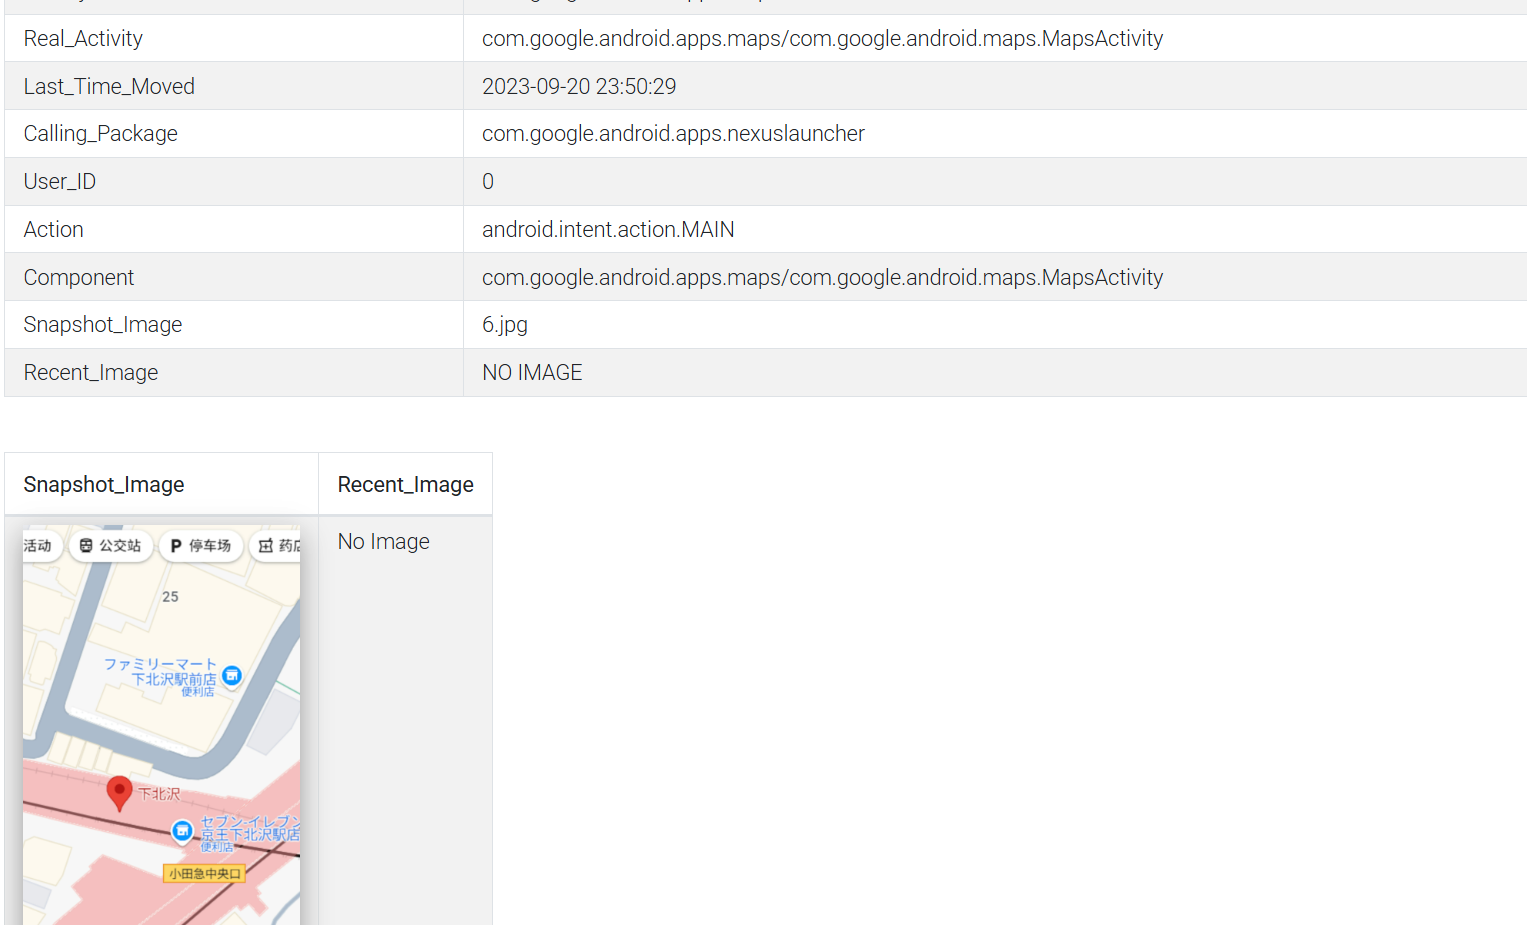 Real_Activity com.google.android.apps.maps/com.google.android.maps.MapsActivity
Last_Time_Moved 2023-09-20 23:50:29
Calling_Package com.google.android.apps.nexuslauncher
User_ID 0
Action android.intent.action.MAIN
Component com.google.android.apps.maps/com.google.android.maps.MapsActivity
Snapshot_Image 6.jpg
Recent_Image NO IMAGE
Snapshot_Image Recent_Image
No Image
活动 公交站 P 停车场 药店
25
ファミリーマート
下北沢駅前店
便利店
下北沢
セブン-イレブン
京王下北沢駅店
便利店
小田急中央口